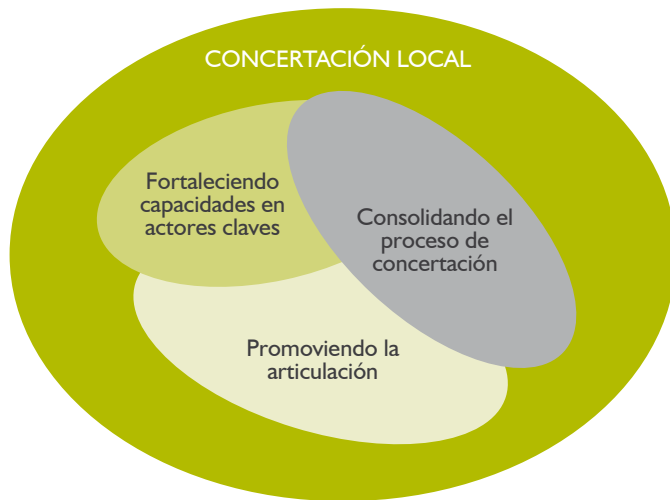 CONCERTACIÓN LOCAL
Fortaleciendo
capacidades en
actores claves
Consolidando el
proceso de
concertación
Promoviendo la
articulación